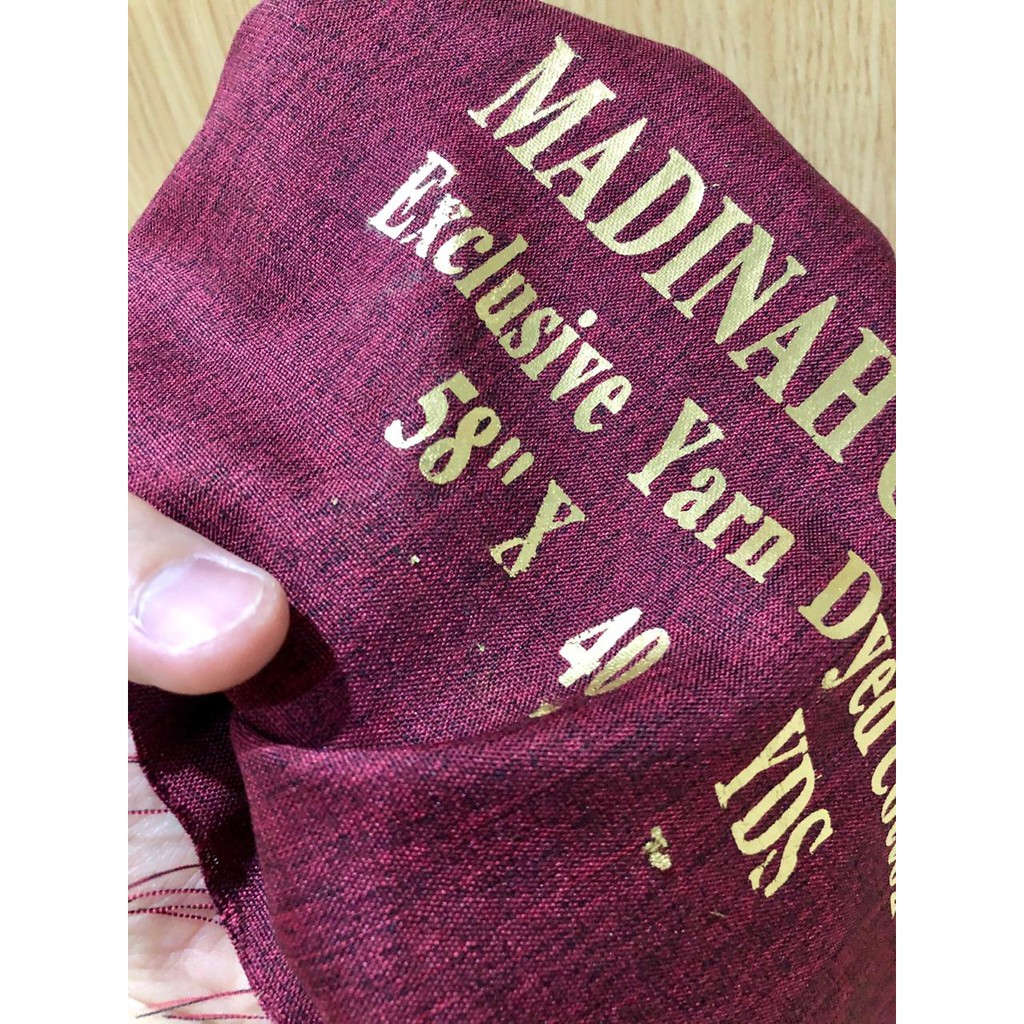 MADINAH
Exclusive Yarn Dyed
58" X 40 YDS